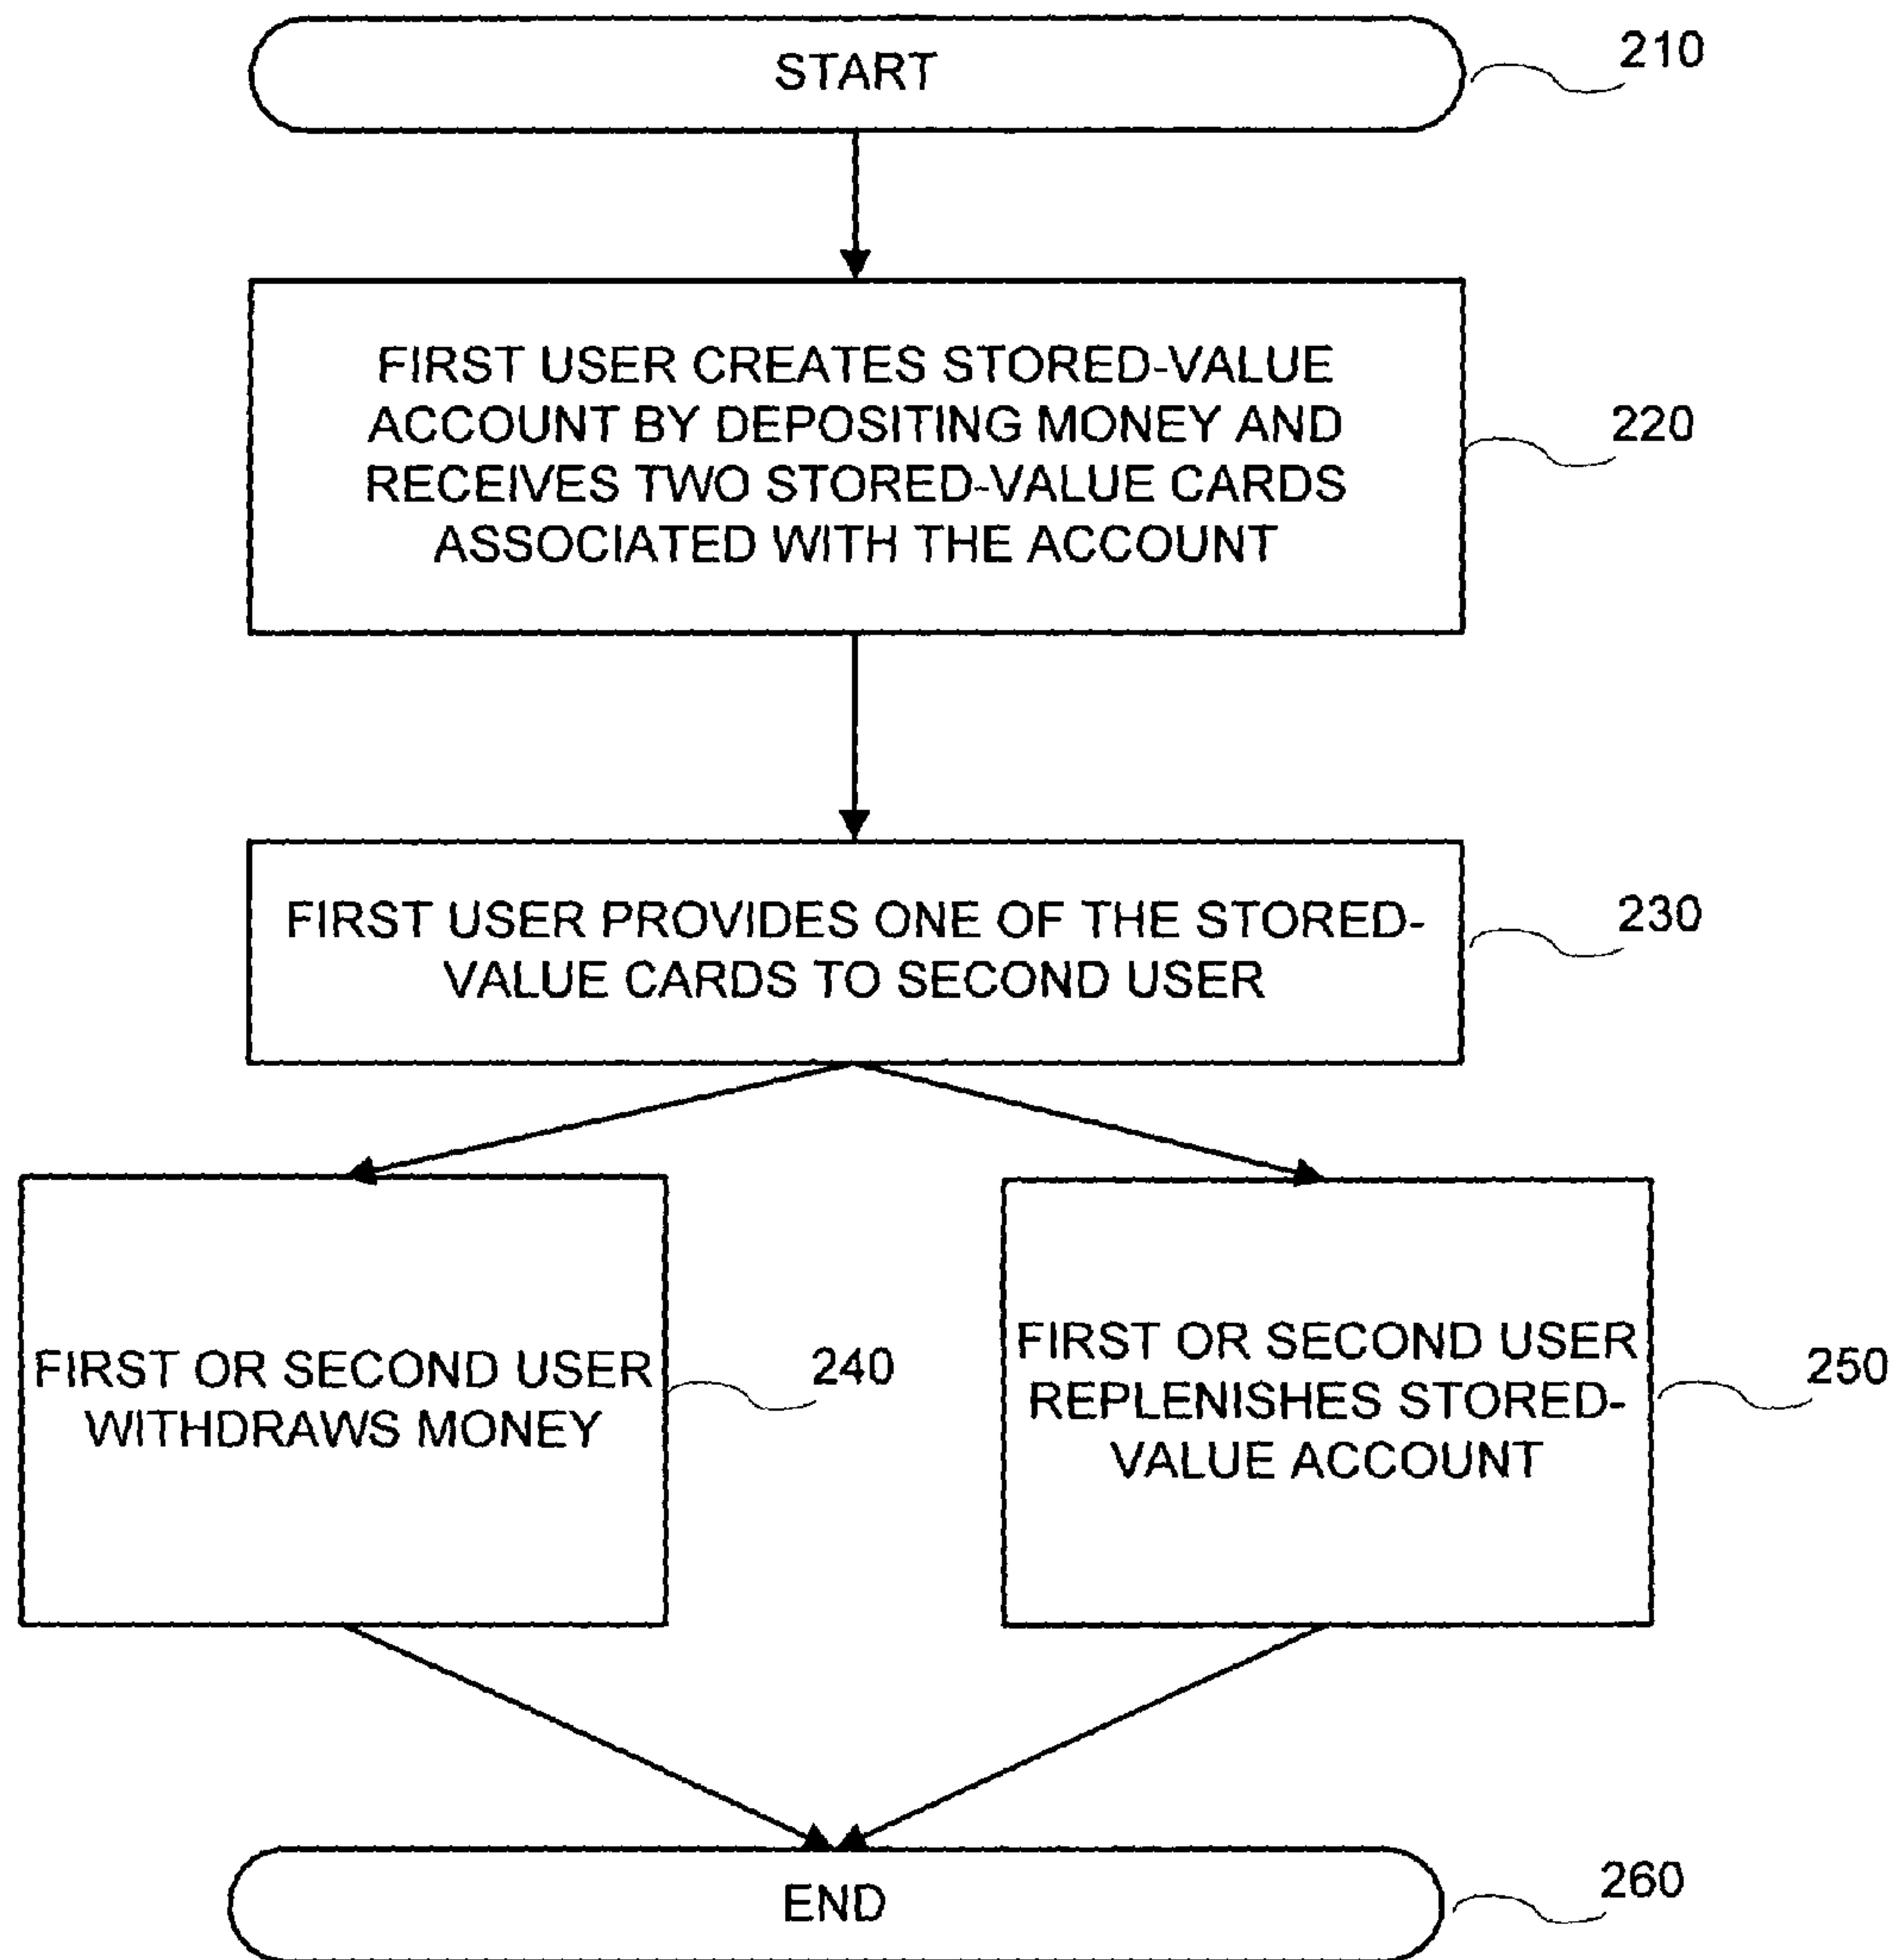 START
210
FIRST USER CREATES STORED-VALUE
ACCOUNT BY DEPOSITING MONEY AND
RECEIVES TWO STORED-VALUE CARDS
ASSOCIATED WITH THE ACCOUNT
220
FIRST USER PROVIDES ONE OF THE STORED-
VALUE CARDS TO SECOND USER
230
FIRST OR SECOND USER
WITHDRAWS MONEY
240
FIRST OR SECOND USER
REPLENISHES STORED-
VALUE ACCOUNT
250
END
260